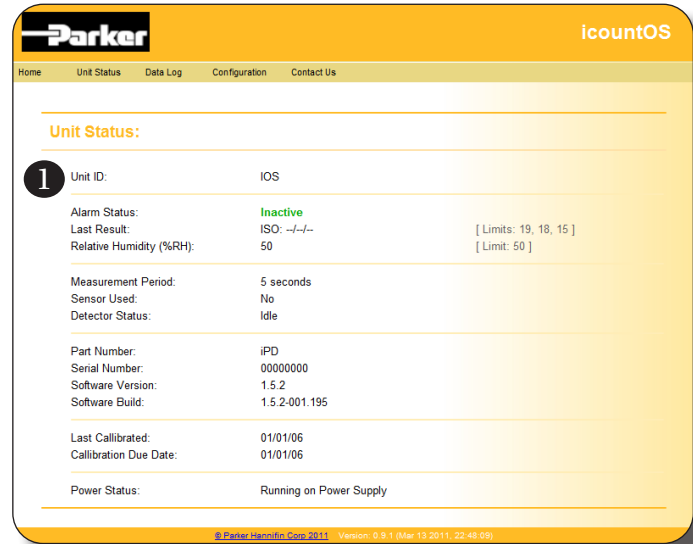 Parker
icountOS
Home Unit Status Data Log Configuration Contact Us
Unit Status:
1
Unit ID: IOS
Alarm Status: Inactive
Last Result: ISO: --/--/-- [ Limits: 19, 18, 15 ]
Relative Humidity (%RH): 50 [ Limit: 50 ]
Measurement Period: 5 seconds
Sensor Used: No
Detector Status: Idle
Part Number: iPD
Serial Number: 00000000
Software Version: 1.5.2
Software Build: 1.5.2-001.195
Last Callibrated: 01/01/06
Callibration Due Date: 01/01/06
Power Status: Running on Power Supply
© Parker Hannifin Corp 2011 Version: 0.9.1 (Mar 13 2011, 22:48:09)